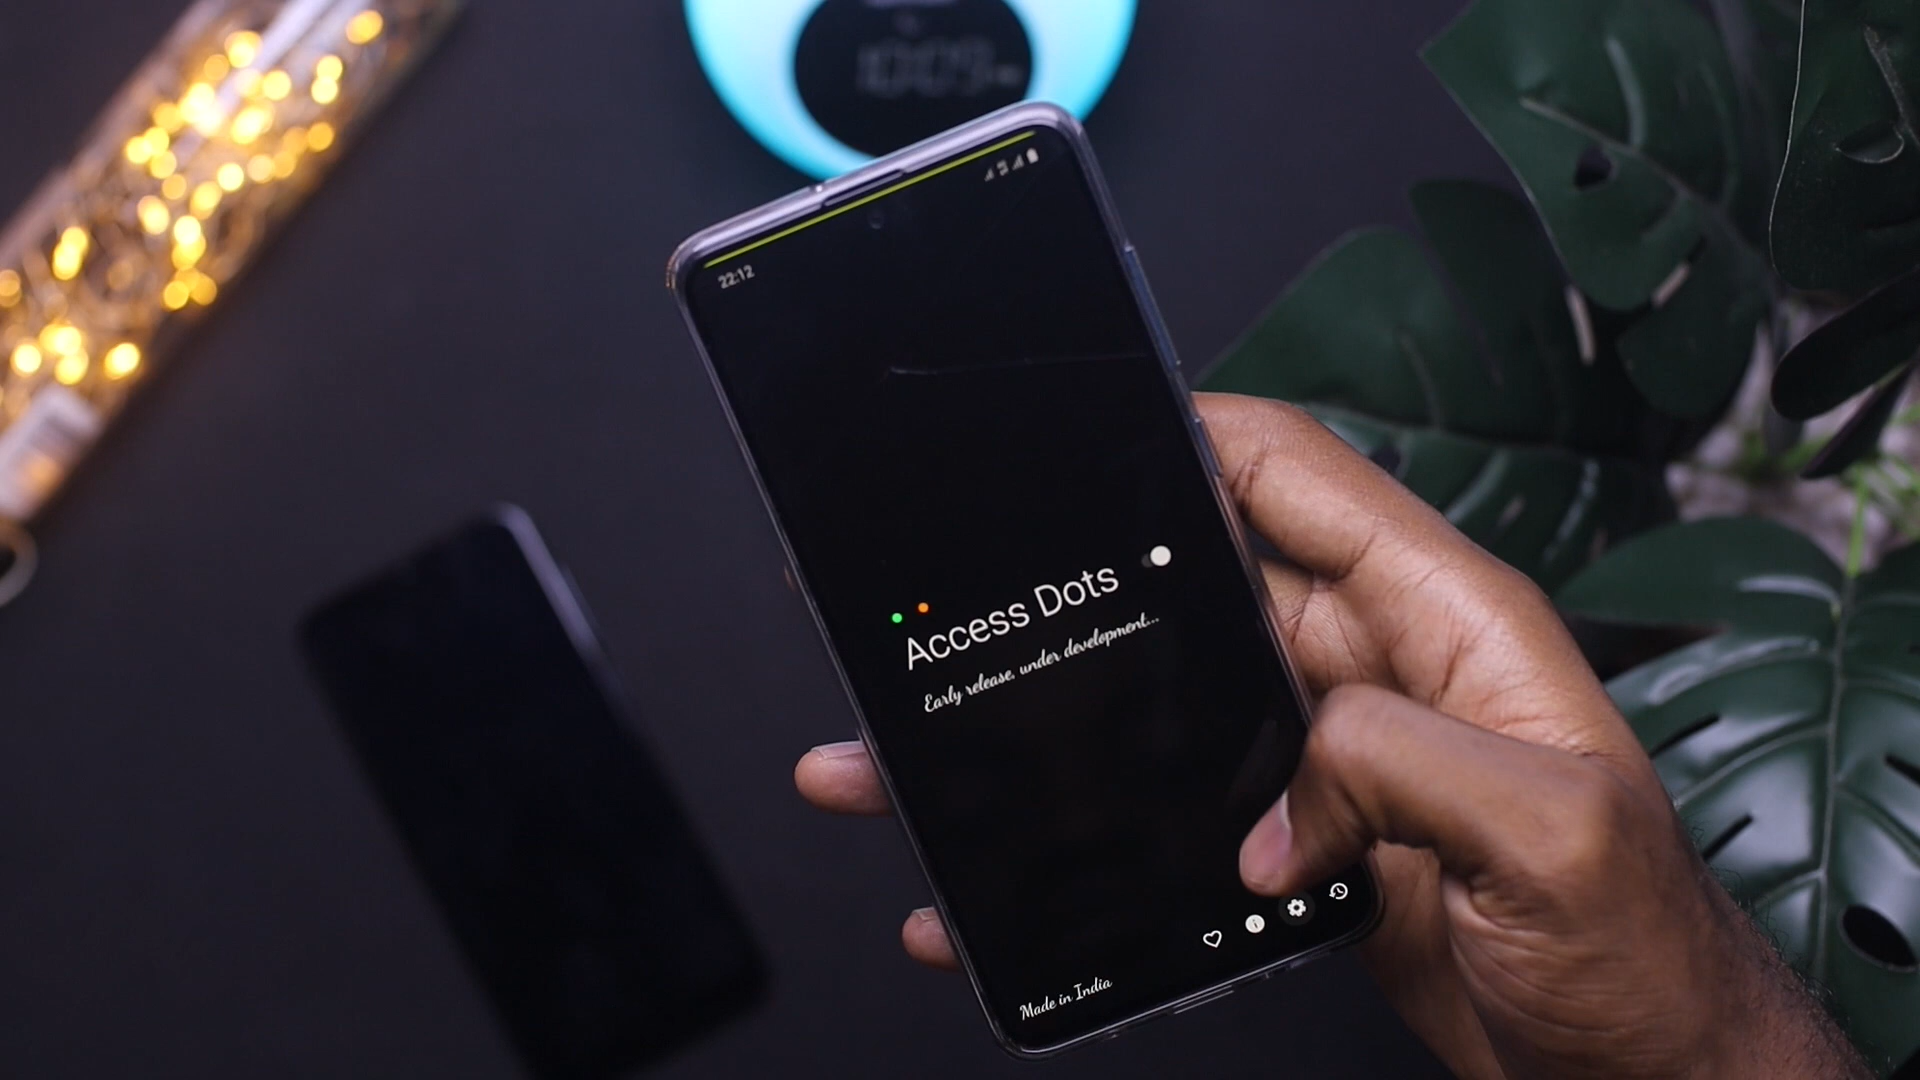 22:12
Access Dots
Early release, under development...
Made in India